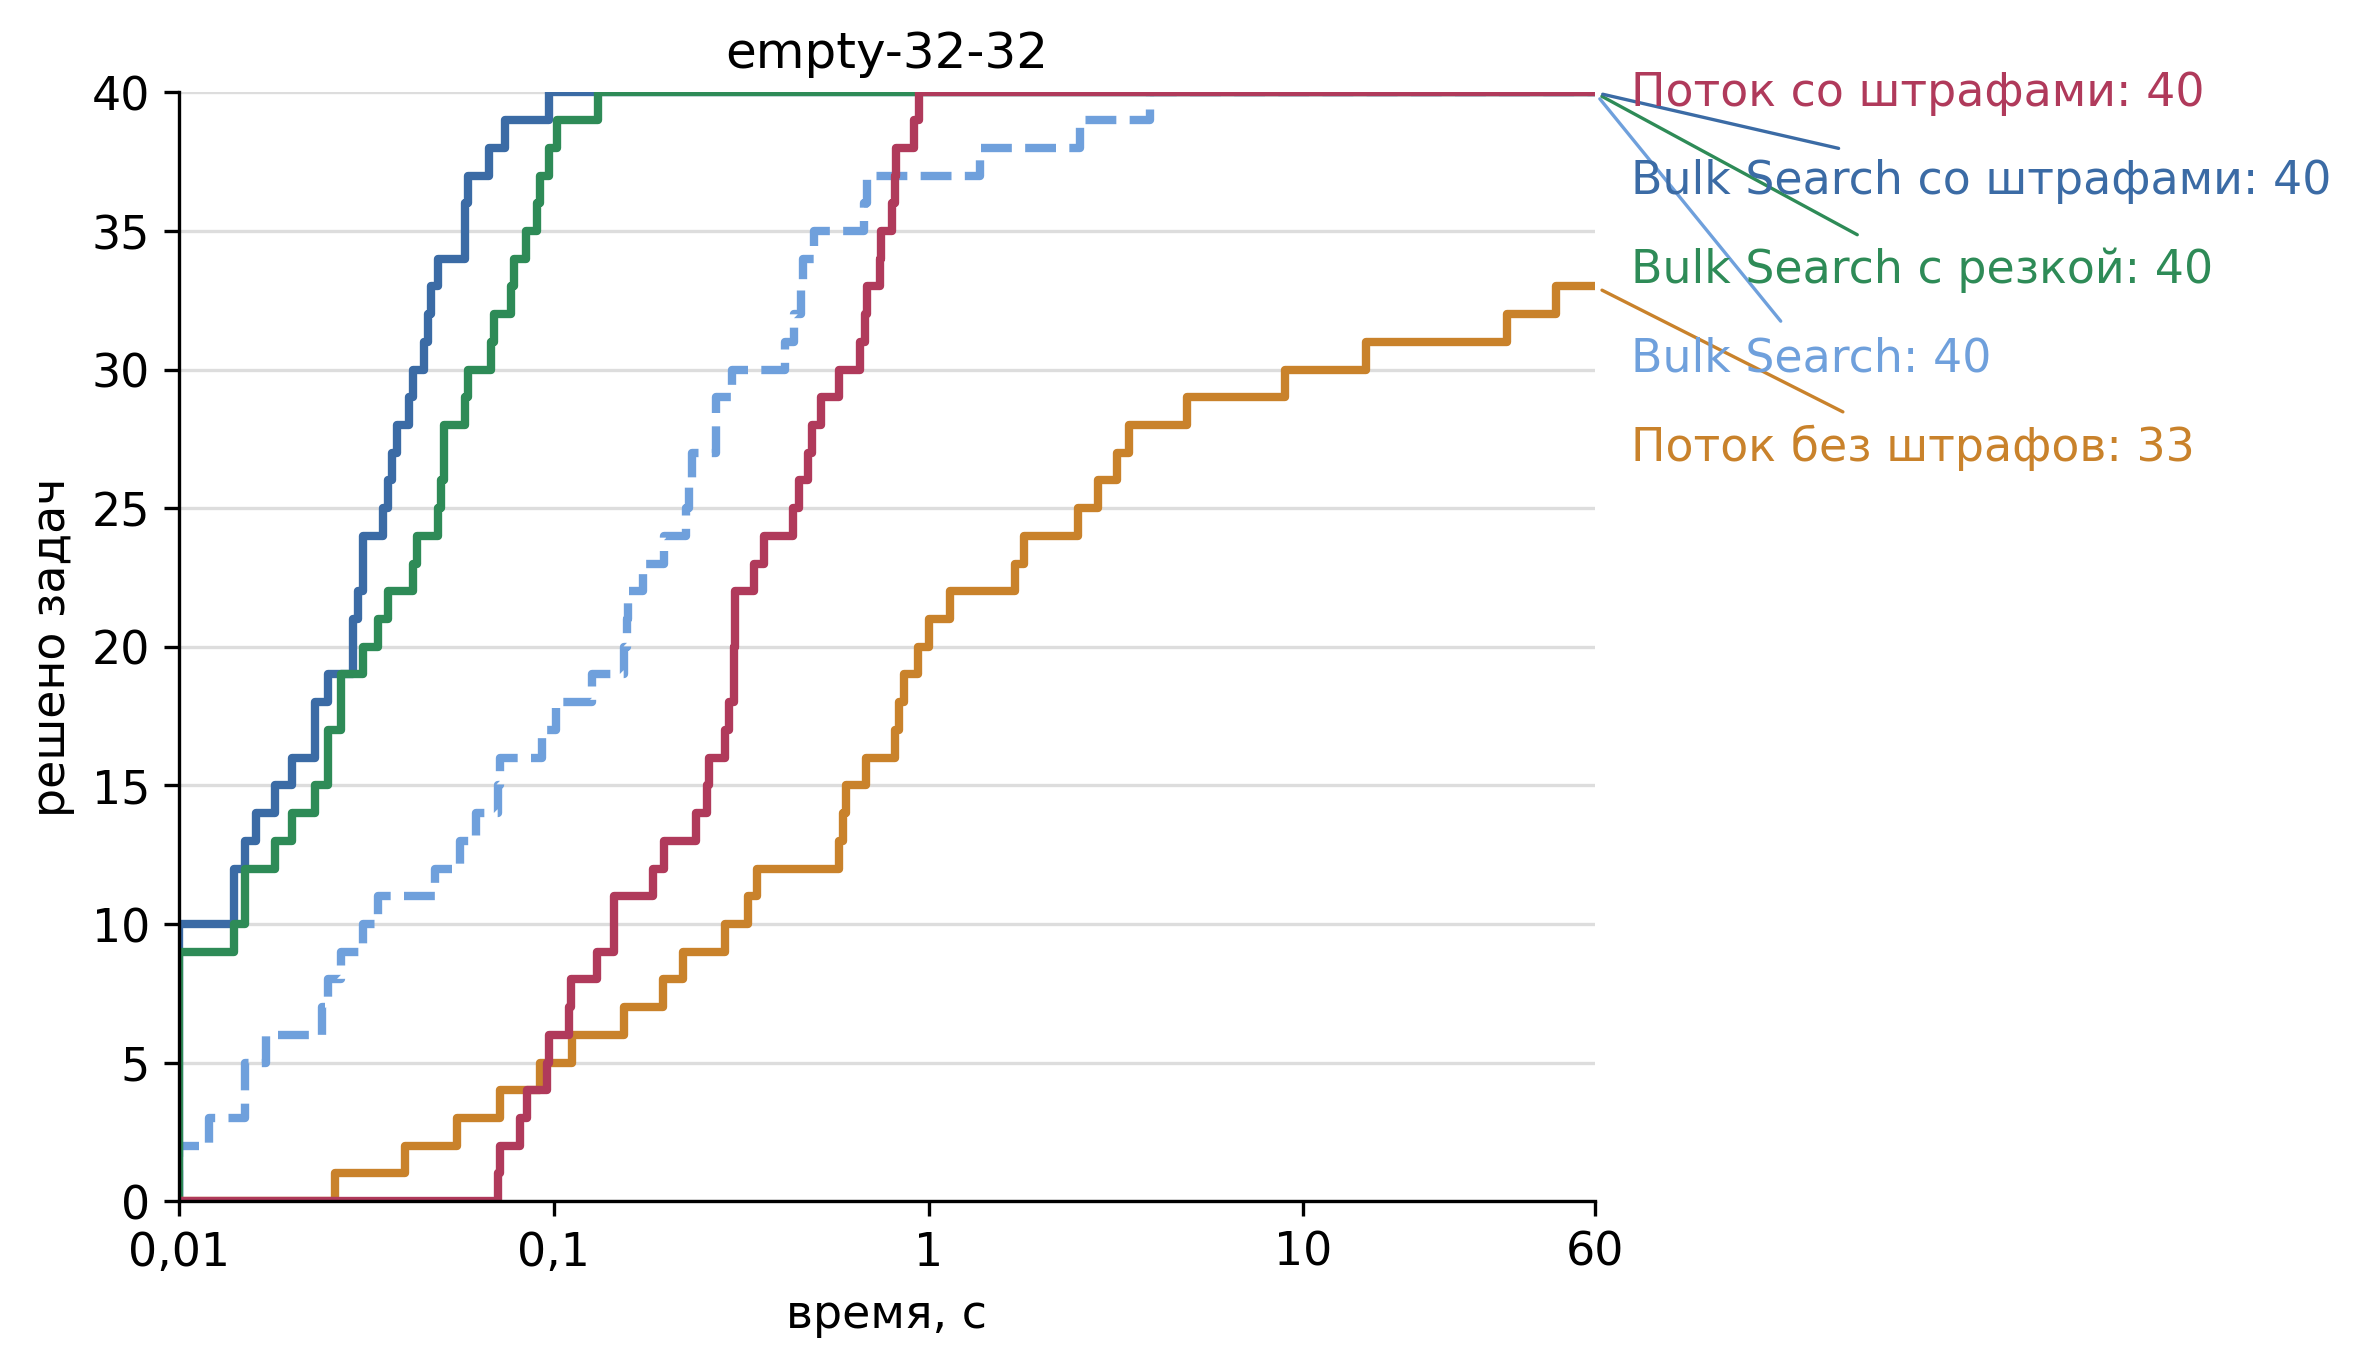 empty-32-32
40
35
30
25
20
15
10
5
0
решено задач
0,01
0,1
1
10
60
время, с
Поток со штрафами: 40
Bulk Search со штрафами: 40
Bulk Search с резкой: 40
Bulk Search: 40
Поток без штрафов: 33